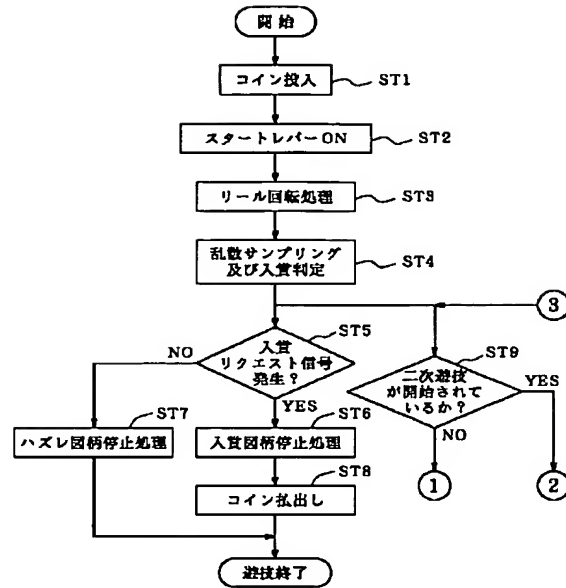 開始
コイン投入
ST1
スタートレバーON
ST2
リール回転処理
ST3
乱数サンプリング
及び入賞判定
ST4
3
入賞
リクエスト信号
発生?
ST5
NO
YES
二次遊技
が開始されて
いるか?
ST9
YES
NO
ハズレ図柄停止処理
ST7
入賞図柄停止処理
ST6
1
2
コイン払出し
ST8
遊技終了